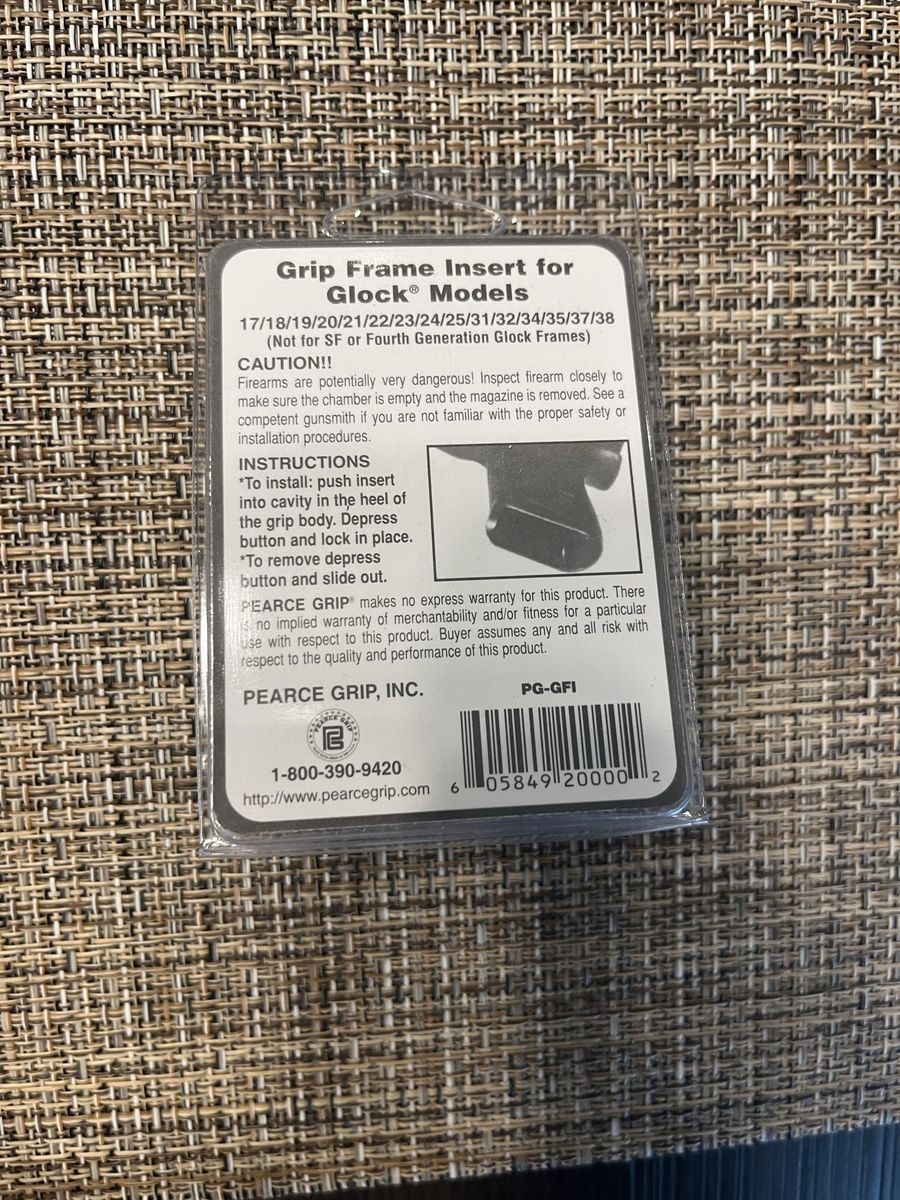 Grip Frame Insert for
Glock® Models
17/18/19/20/21/22/23/24/25/31/32/34/35/37/38
(Not for SF or Fourth Generation Glock Frames)
CAUTION!!
Firearms are potentially very dangerous! Inspect firearm closely to
make sure the chamber is empty and the magazine is removed. See a
competent gunsmith if you are not familiar with the proper safety or
installation procedures.
INSTRUCTIONS
*To install: push insert
into cavity in the heel of
the grip body. Depress
button and lock in place.
*To remove depress
button and slide out.
PEARCE GRIP® makes no express warranty for this product. There
is no implied warranty of merchantability and/or fitness for a particular
use with respect to this product. Buyer assumes any and all risk with
respect to the quality and performance of this product.
PEARCE GRIP, INC.
PEARCE GRIP
1-800-390-9420
http://www.pearcegrip.com
PG-GFI
6 05849 20000 2